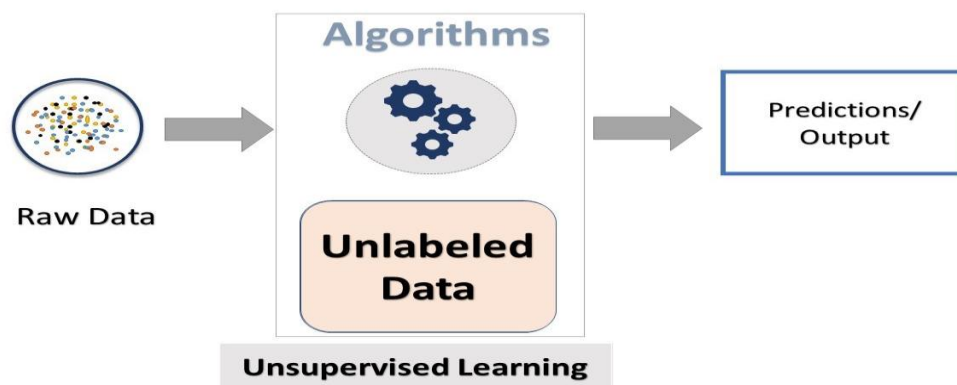 Algorithms
Raw Data
Unlabeled
Data
Predictions/
Output
Unsupervised Learning